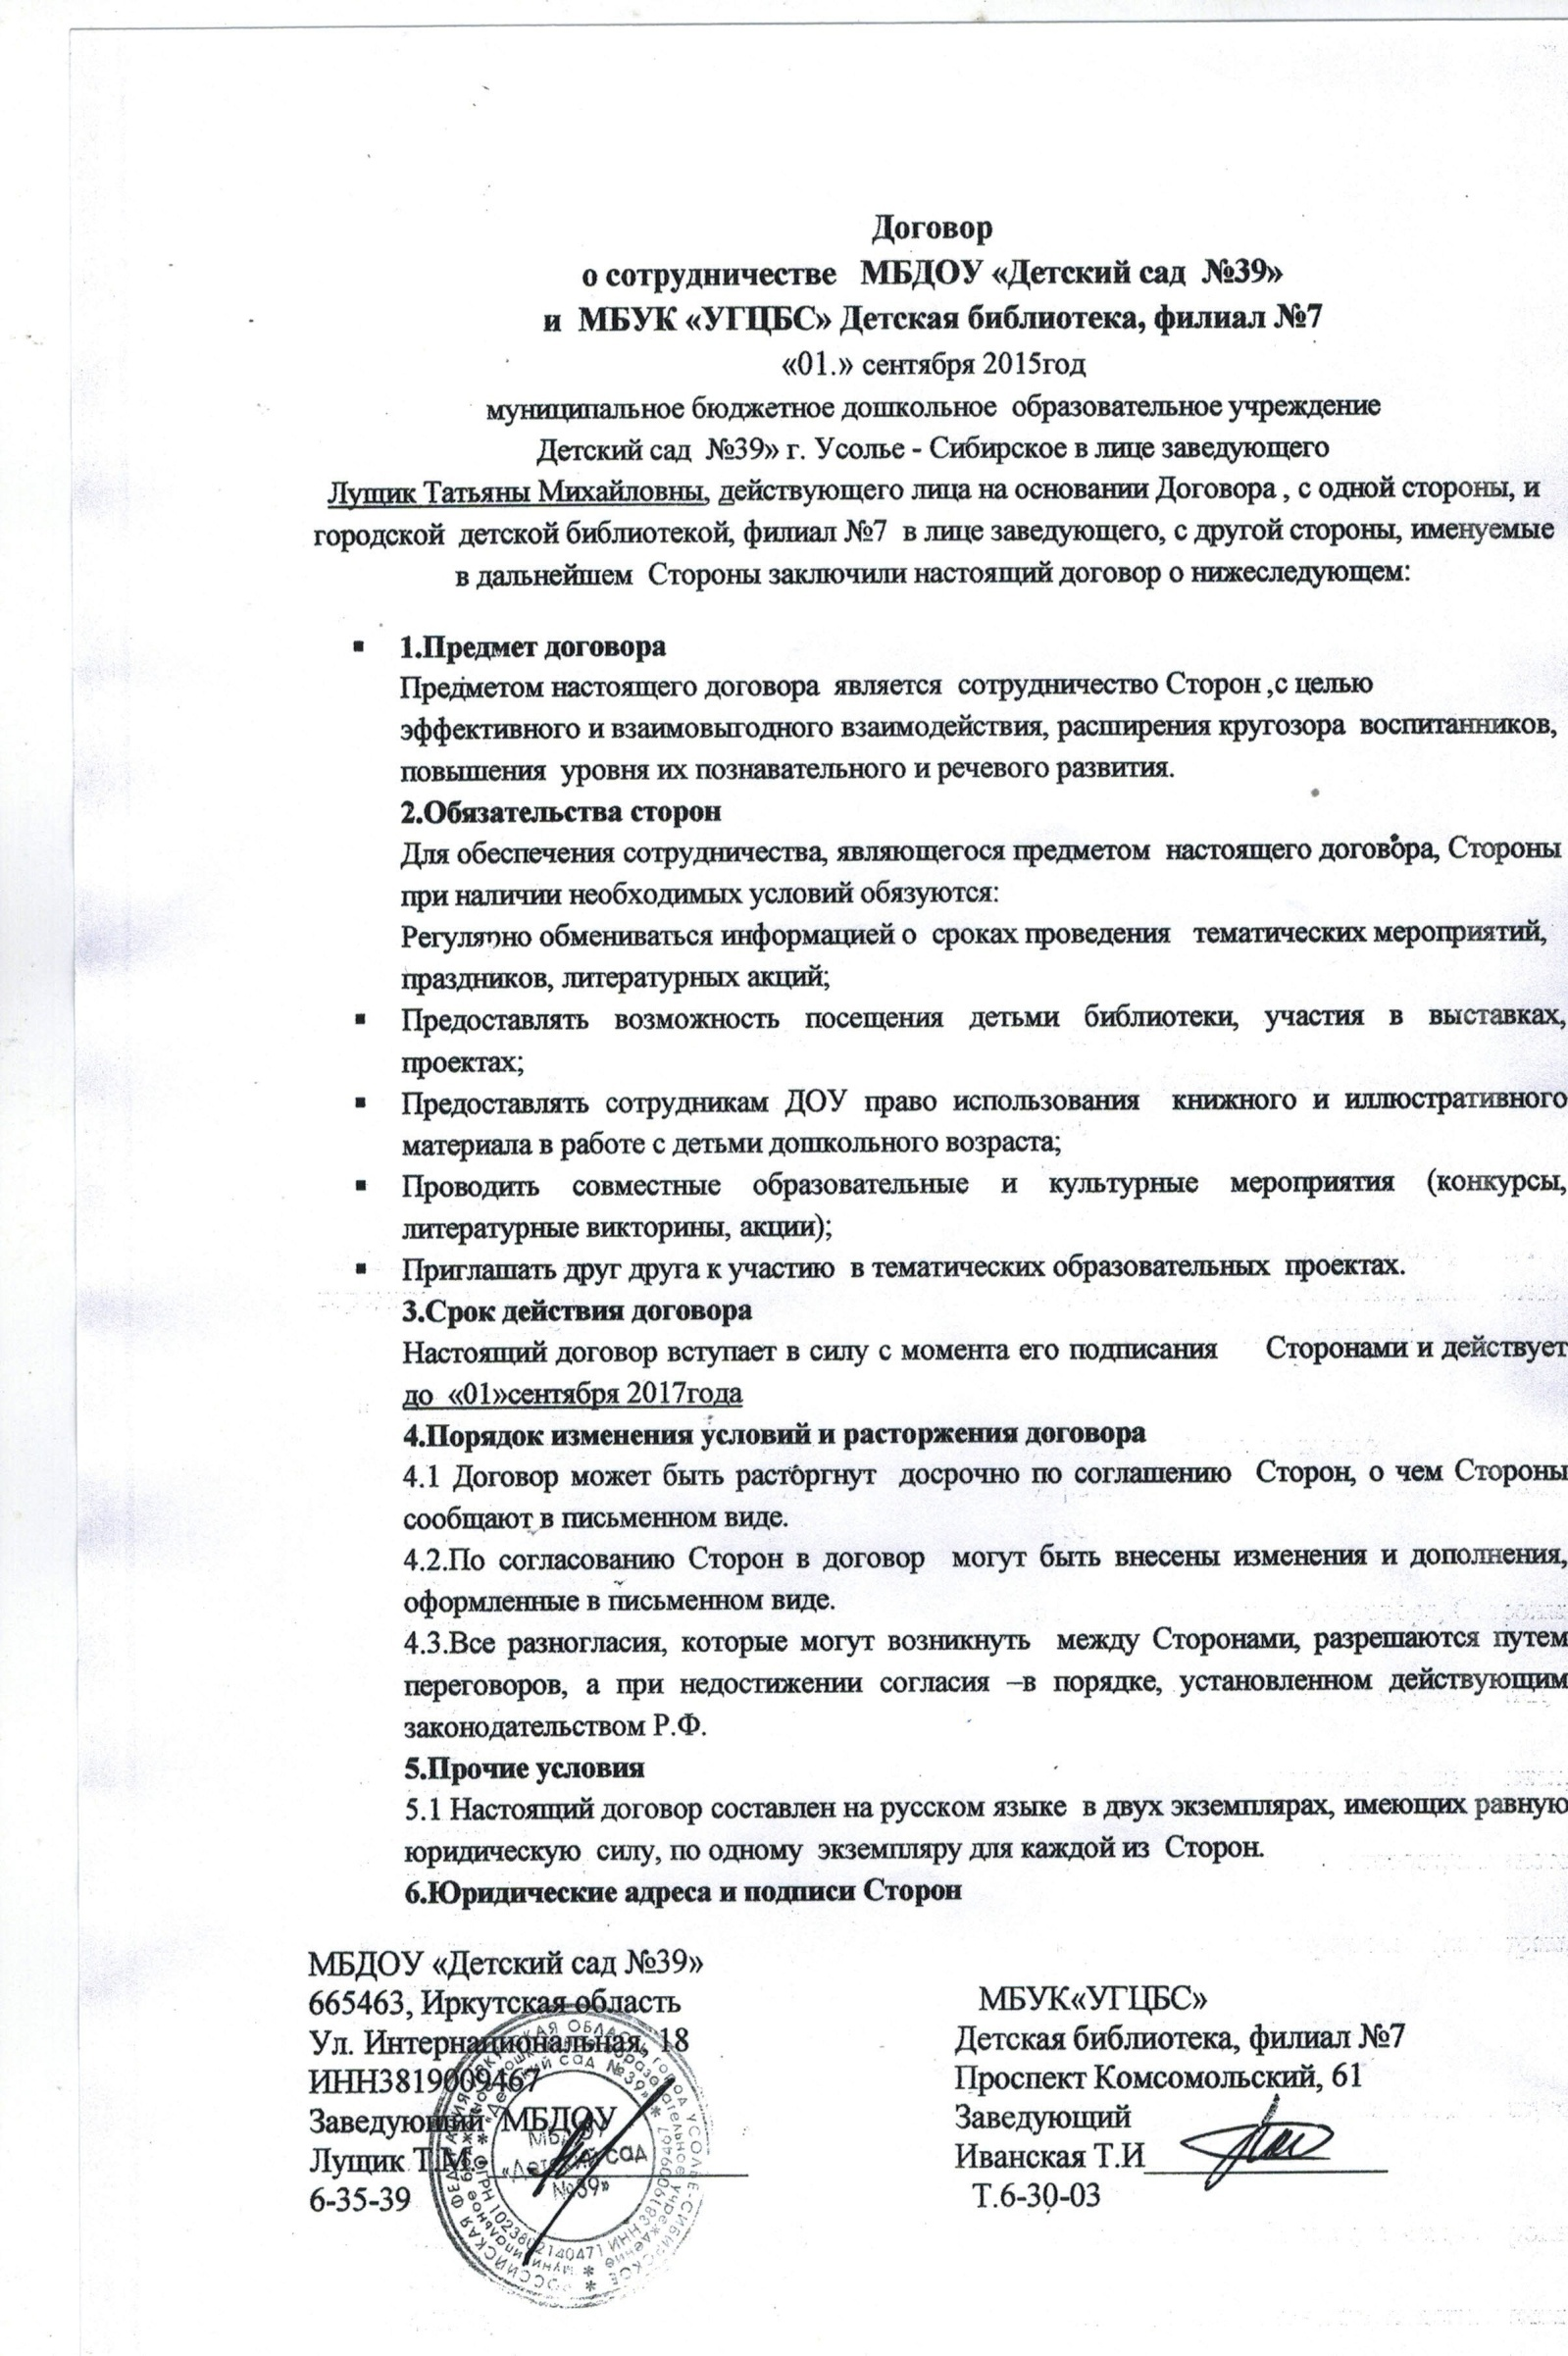 Договор
о сотрудничестве МБДОУ «Детский сад №39»
и МБУК «УГЦБС» Детская библиотека, филиал №7
«01.» сентября 2015год
муниципальное бюджетное дошкольное образовательное учреждение
Детский сад №39» г. Усолье - Сибирское в лице заведующего
Лущик Татьяны Михайловны, действующего лица на основании Договора , с одной стороны, и
городской детской библиотекой, филиал №7 в лице заведующего, с другой стороны, именуемые
в дальнейшем Стороны заключили настоящий договор о нижеследующем:
▪ 1.Предмет договора
Предметом настоящего договора является сотрудничество Сторон ,с целью
эффективного и взаимовыгодного взаимодействия, расширения кругозора воспитанников,
повышения уровня их познавательного и речевого развития.
2.Обязательства сторон
Для обеспечения сотрудничества, являющегося предметом настоящего договора, Стороны
при наличии необходимых условий обязуются:
Регулярно обмениваться информацией о сроках проведения тематических мероприятий,
праздников, литературных акций;
▪ Предоставлять возможность посещения детьми библиотеки, участия в выставках,
проектах;
▪ Предоставлять сотрудникам ДОУ право использования книжного и иллюстративного
материала в работе с детьми дошкольного возраста;
▪ Проводить совместные образовательные и культурные мероприятия (конкурсы,
литературные викторины, акции);
▪ Приглашать друг друга к участию в тематических образовательных проектах.
3.Срок действия договора
Настоящий договор вступает в силу с момента его подписания Сторонами и действует
до «01»сентября 2017года
4.Порядок изменения условий и расторжения договора
4.1 Договор может быть расторгнут досрочно по соглашению Сторон, о чем Стороны
сообщают в письменном виде.
4.2.По согласованию Сторон в договор могут быть внесены изменения и дополнения,
оформленные в письменном виде.
4.3.Все разногласия, которые могут возникнуть между Сторонами, разрешаются путем
переговоров, а при недостижении согласия –в порядке, установленном действующим
законодательством Р.Ф.
5.Прочие условия
5.1 Настоящий договор составлен на русском языке в двух экземплярах, имеющих равную
юридическую силу, по одному экземпляру для каждой из Сторон.
6.Юридические адреса и подписи Сторон
МБДОУ «Детский сад №39»
665463, Иркутская область
Ул. Интернациональная, 18
ИНН3819009467
Заведующий МБДОУ
Лущик Т.М.
6-35-39
МБУК«УГЦБС»
Детская библиотека, филиал №7
Проспект Комсомольский, 61
Заведующий
Иванская Т.И
Т.6-30-03
МБДОУ
«Детский сад
№39»
ОГРН 1023802140471 ИНН 3819009467